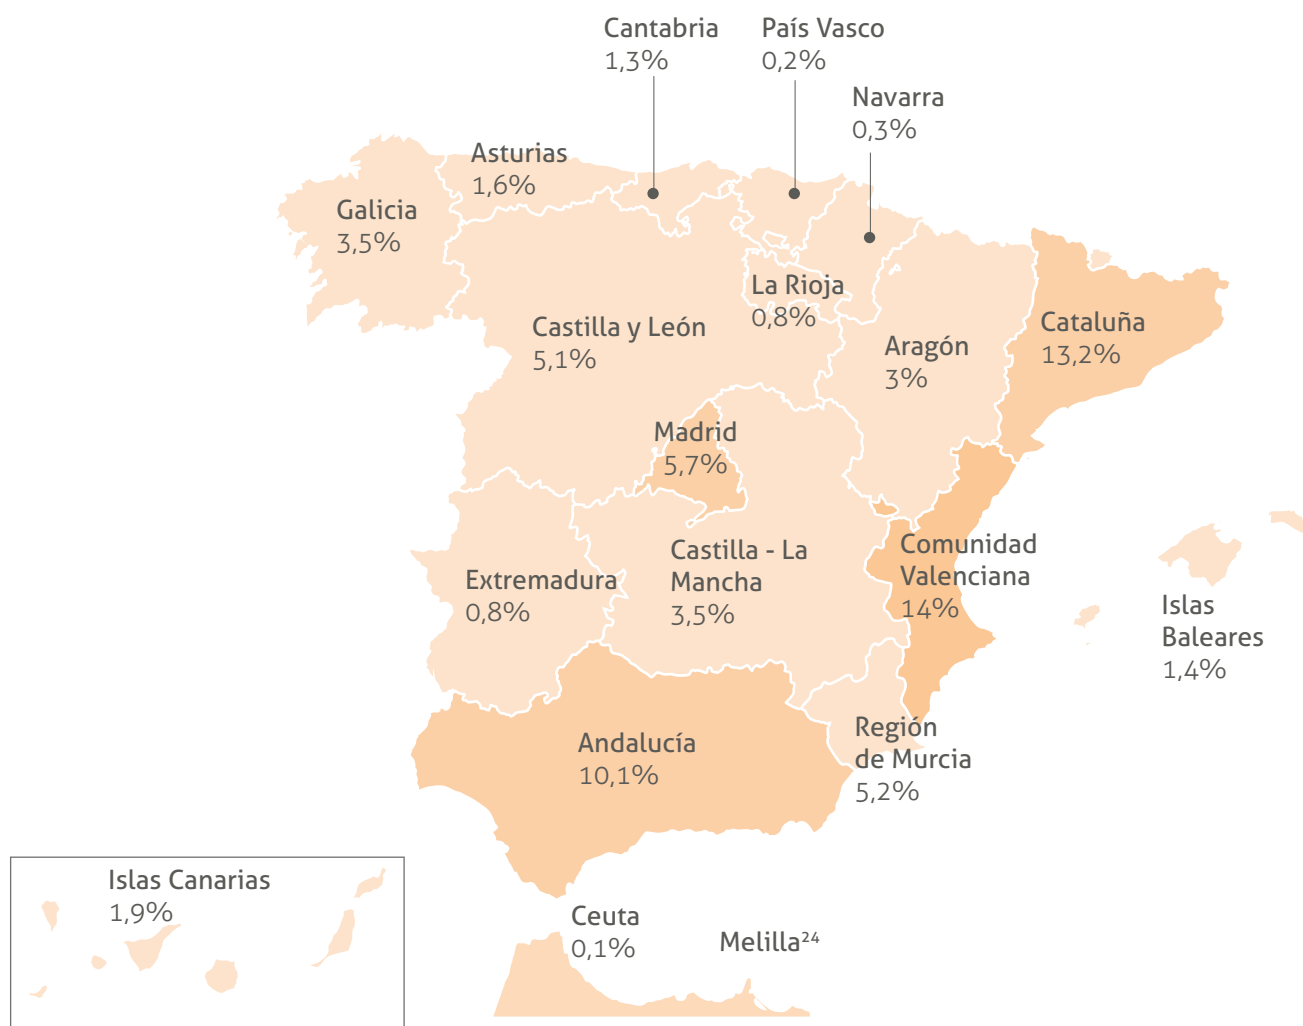 Cantabria
1,3%
País Vasco
0,2%
Navarra
0,3%
Asturias
1,6%
Galicia
3,5%
La Rioja
0,8%
Castilla y León
5,1%
Cataluña
13,2%
Aragón
3%
Madrid
5,7%
Castilla - La
Mancha
3,5%
Comunidad
Valenciana
14%
Extremadura
0,8%
Islas
Baleares
1,4%
Andalucía
10,1%
Región
de Murcia
5,2%
Islas Canarias
1,9%
Ceuta
0,1%
Melilla²⁴